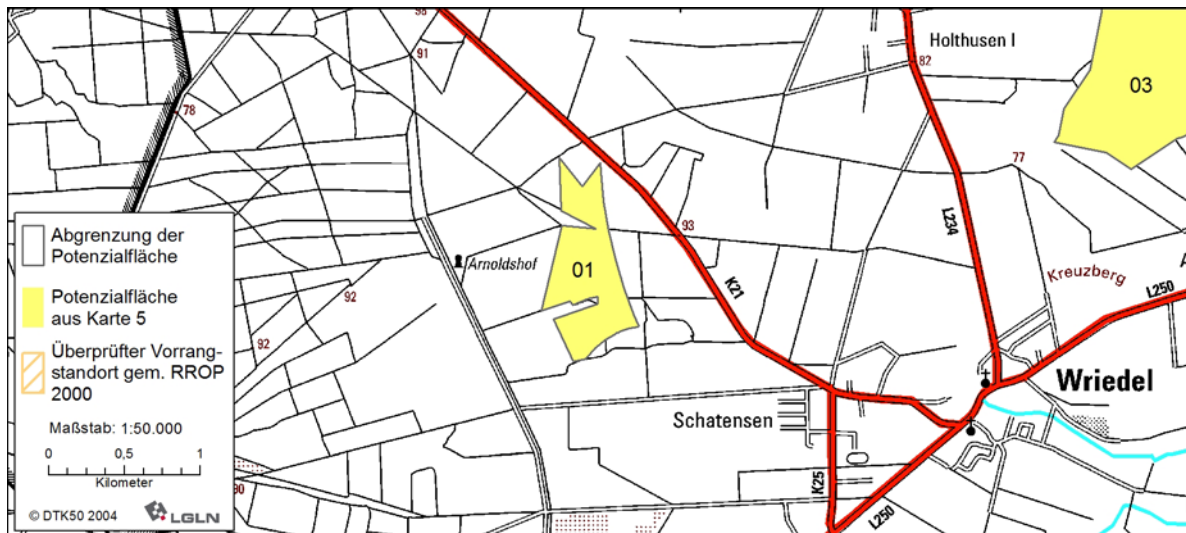 98
91
78
Holthusen I
82
03
77
93
L234
Arnoldshof
01
K21
Kreuzberg
L250
A
92
92
Wriedel
Schatensen
K25
L250
90
Abgrenzung der
Potenzialfläche
Potenzialfläche
aus Karte 5
Überprüfter Vorrang-
standort gem. RROP
2000
Maßstab: 1:50.000
0 0,5 1
Kilometer
© DTK50 2004 LGLN